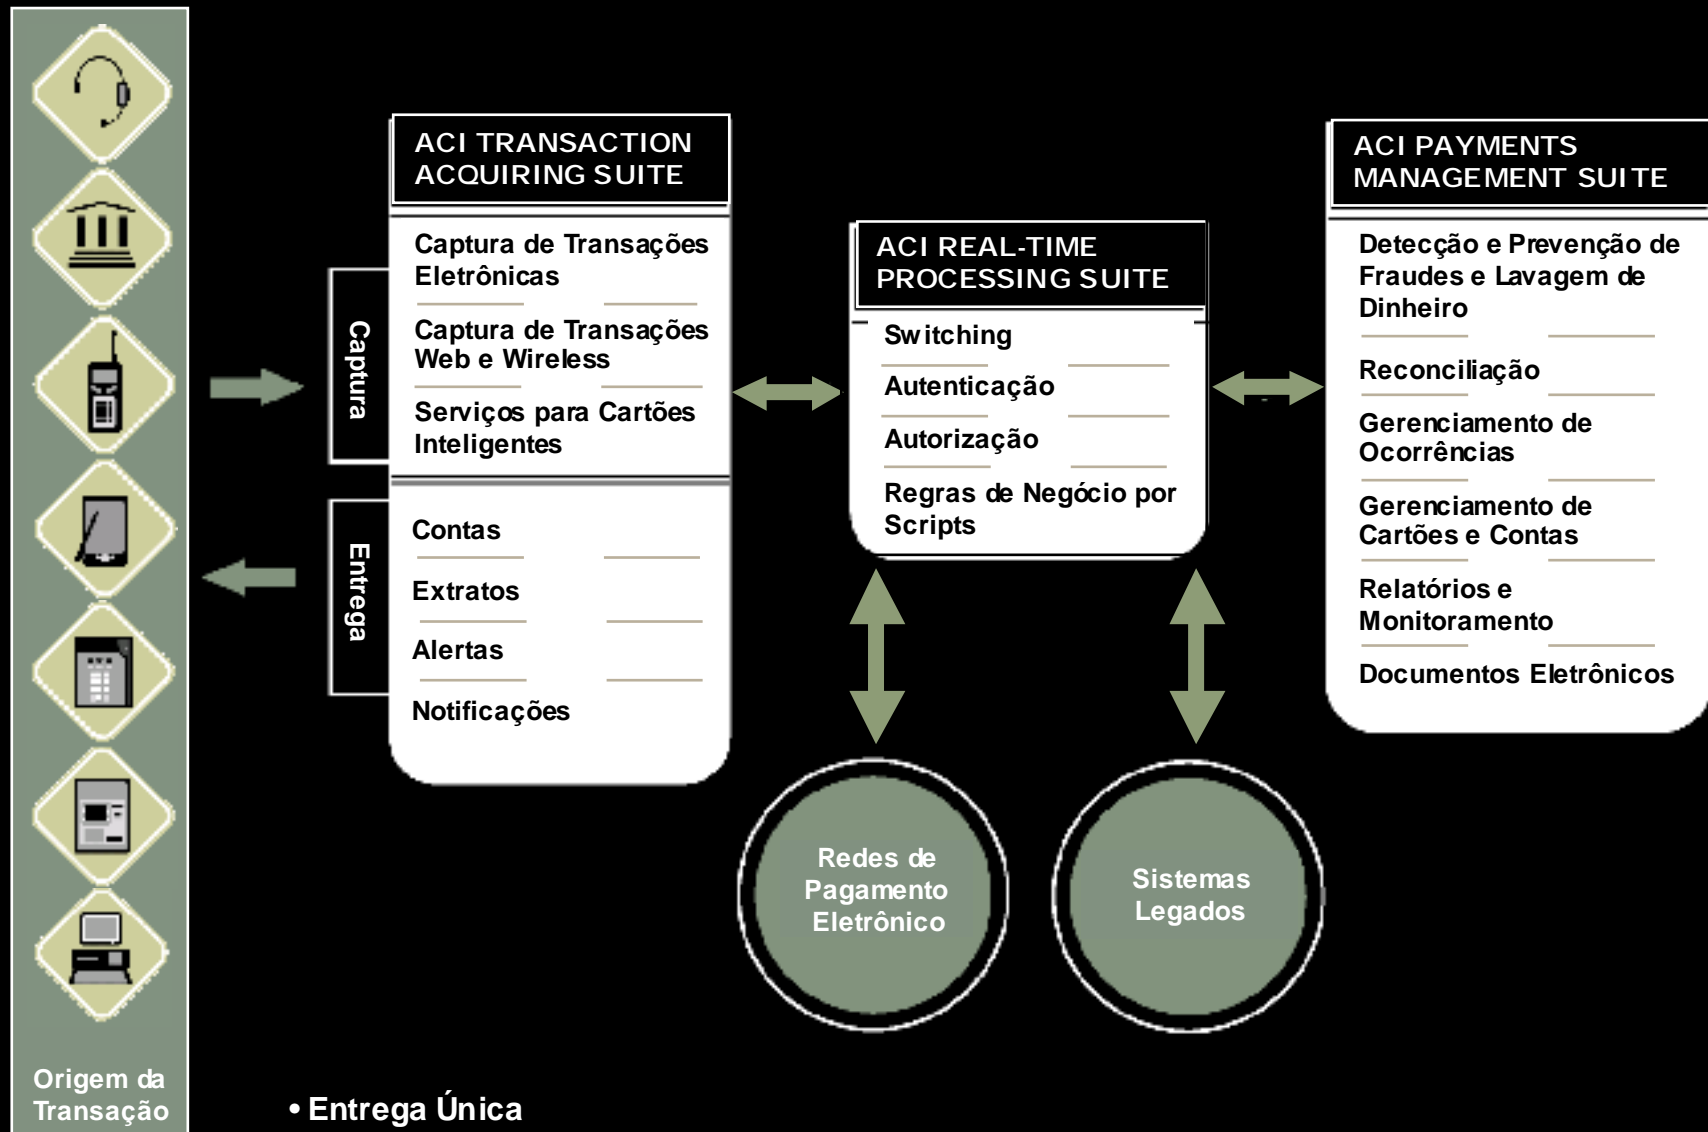 ACI TRANSACTION
ACQUIRING SUITE
Captura
Captura de Transações
Eletrônicas
Captura de Transações
Web e Wireless
Serviços para Cartões
Inteligentes
Entrega
Contas
Extratos
Alertas
Notificações
ACI REAL-TIME
PROCESSING SUITE
Switching
Autenticação
Autorização
Regras de Negócio por
Scripts
ACI PAYMENTS
MANAGEMENT SUITE
Detecção e Prevenção de
Fraudes e Lavagem de
Dinheiro
Reconciliação
Gerenciamento de
Ocorrências
Gerenciamento de
Cartões e Contas
Relatórios e
Monitoramento
Documentos Eletrônicos
Redes de
Pagamento
Eletrônico
Sistemas
Legados
Origem da
Transação
• Entrega Única